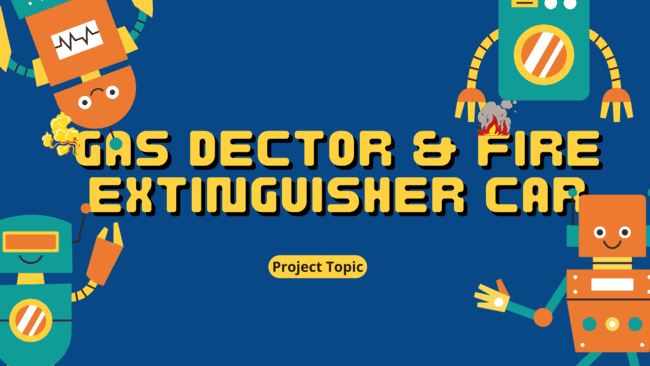 GAS DECTOR & FIRE
EXTINGUISHER CAR
Project Topic